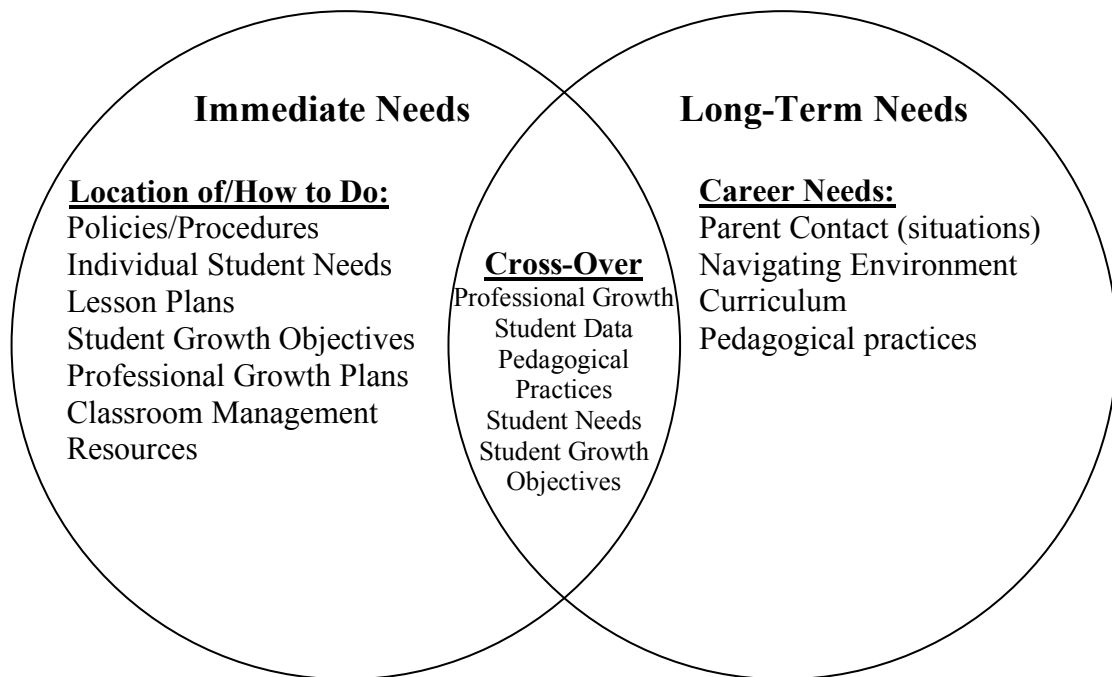 Immediate Needs
Location of/How to Do:
Policies/Procedures
Individual Student Needs
Lesson Plans
Student Growth Objectives
Professional Growth Plans
Classroom Management
Resources
Cross-Over
Professional Growth
Student Data
Pedagogical
Practices
Student Needs
Student Growth
Objectives
Long-Term Needs
Career Needs:
Parent Contact (situations)
Navigating Environment
Curriculum
Pedagogical practices